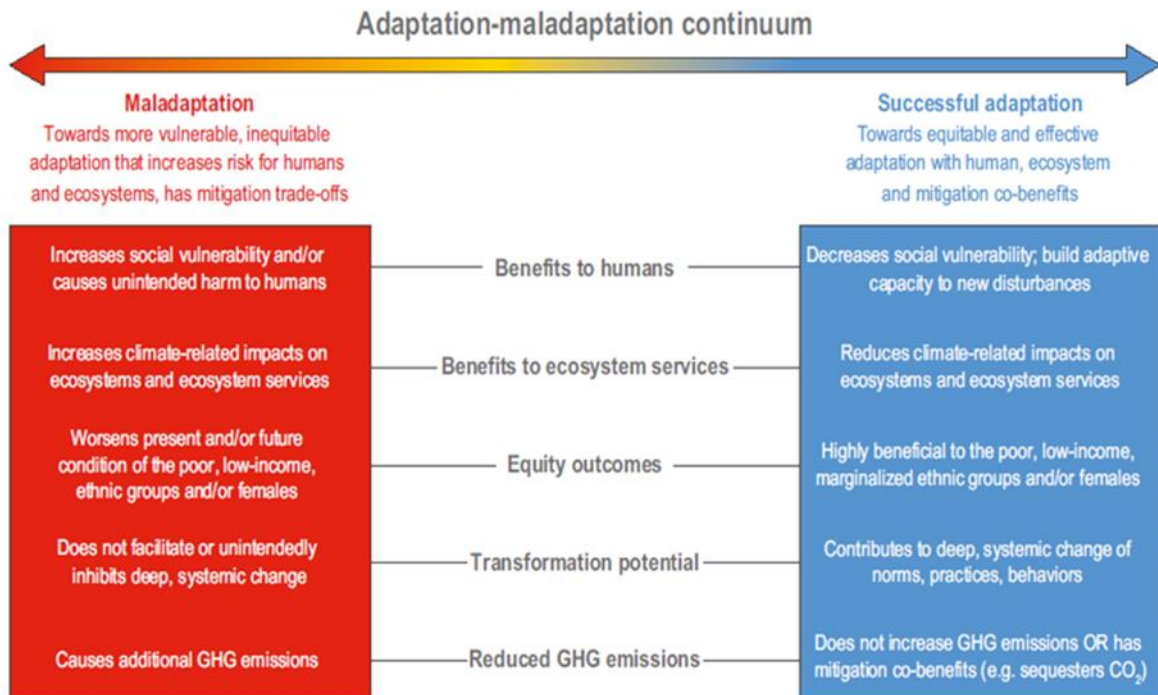 Adaptation-maladaptation continuum
Maladaptation
Towards more vulnerable, inequitable
adaptation that increases risk for humans
and ecosystems, has mitigation trade-offs
Successful adaptation
Towards equitable and effective
adaptation with human, ecosystem
and mitigation co-benefits
Increases social vulnerability and/or
causes unintended harm to humans
Benefits to humans
Decreases social vulnerability; build adaptive
capacity to new disturbances
Increases climate-related impacts on
ecosystems and ecosystem services
Benefits to ecosystem services
Reduces climate-related impacts on
ecosystems and ecosystem services
Worsens present and/or future
condition of the poor, low-income,
ethnic groups and/or females
Equity outcomes
Highly beneficial to the poor, low-income,
marginalized ethnic groups and/or females
Does not facilitate or unintendedly
inhibits deep, systemic change
Transformation potential
Contributes to deep, systemic change of
norms, practices, behaviors
Causes additional GHG emissions
Reduced GHG emissions
Does not increase GHG emissions OR has
mitigation co-benefits (e.g. sequesters CO₂)